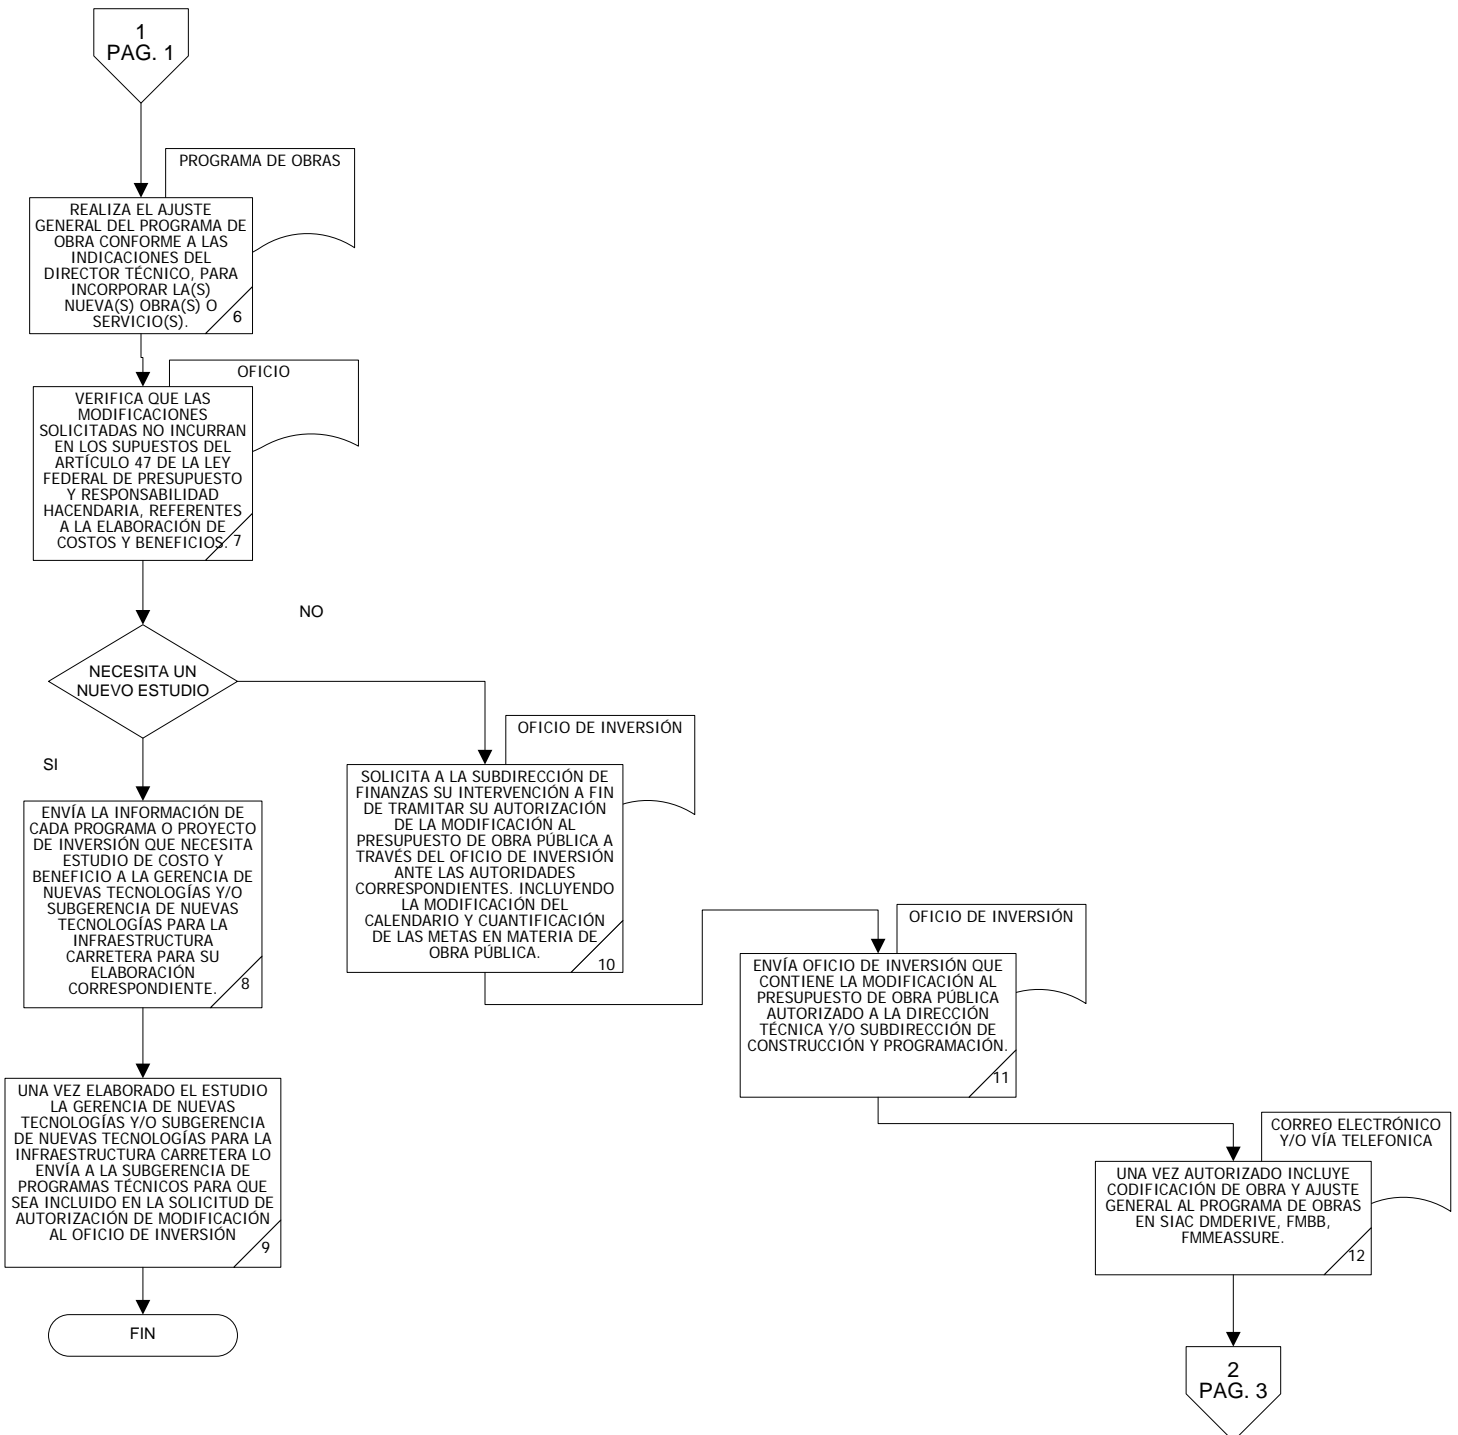 1
PAG. 1
PROGRAMA DE OBRAS
REALIZA EL AJUSTE
GENERAL DEL PROGRAMA DE
OBRA CONFORME A LAS
INDICACIONES DEL
DIRECTOR TÉCNICO, PARA
INCORPORAR LA(S)
NUEVA(S) OBRA(S) O
SERVICIO(S).
6
OFICIO
VERIFICA QUE LAS
MODIFICACIONES
SOLICITADAS NO INCURRAN
EN LOS SUPUESTOS DEL
ARTÍCULO 47 DE LA LEY
FEDERAL DE PRESUPUESTO
Y RESPONSABILIDAD
HACENDARIA, REFERENTES
A LA ELABORACIÓN DE
COSTOS Y BENEFICIOS.
7
NECESITA UN
NUEVO ESTUDIO
NO
SI
ENVÍA LA INFORMACIÓN DE
CADA PROGRAMA O PROYECTO
DE INVERSIÓN QUE NECESITA
ESTUDIO DE COSTO Y
BENEFICIO A LA GERENCIA DE
NUEVAS TECNOLOGÍAS Y/O
SUBGERENCIA DE NUEVAS
TECNOLOGÍAS PARA LA
INFRAESTRUCTURA
CARRETERA PARA SU
ELABORACIÓN
CORRESPONDIENTE.
8
UNA VEZ ELABORADO EL ESTUDIO
LA GERENCIA DE NUEVAS
TECNOLOGÍAS Y/O SUBGERENCIA
DE NUEVAS TECNOLOGÍAS PARA LA
INFRAESTRUCTURA CARRETERA LO
ENVÍA A LA SUBGERENCIA DE
PROGRAMAS TÉCNICOS PARA QUE
SEA INCLUIDO EN LA SOLICITUD DE
AUTORIZACIÓN DE MODIFICACIÓN
AL OFICIO DE INVERSIÓN
9
FIN
OFICIO DE INVERSIÓN
SOLICITA A LA SUBDIRECCIÓN DE
FINANZAS SU INTERVENCIÓN A FIN
DE TRAMITAR SU AUTORIZACIÓN
DE LA MODIFICACIÓN AL
PRESUPUESTO DE OBRA PÚBLICA A
TRAVÉS DEL OFICIO DE INVERSIÓN
ANTE LAS AUTORIDADES
CORRESPONDIENTES. INCLUYENDO
LA MODIFICACIÓN DEL
CALENDARIO Y CUANTIFICACIÓN
DE LAS METAS EN MATERIA DE
OBRA PÚBLICA.
10
OFICIO DE INVERSIÓN
ENVÍA OFICIO DE INVERSIÓN QUE
CONTIENE LA MODIFICACIÓN AL
PRESUPUESTO DE OBRA PÚBLICA
AUTORIZADO A LA DIRECCIÓN
TÉCNICA Y/O SUBDIRECCIÓN DE
CONSTRUCCIÓN Y PROGRAMACIÓN.
11
CORREO ELECTRÓNICO
Y/O VÍA TELEFONICA
UNA VEZ AUTORIZADO INCLUYE
CODIFICACIÓN DE OBRA Y AJUSTE
GENERAL AL PROGRAMA DE OBRAS
EN SIAC DMDERIVE, FMBB,
FMMEASSURE.
12
2
PAG. 3